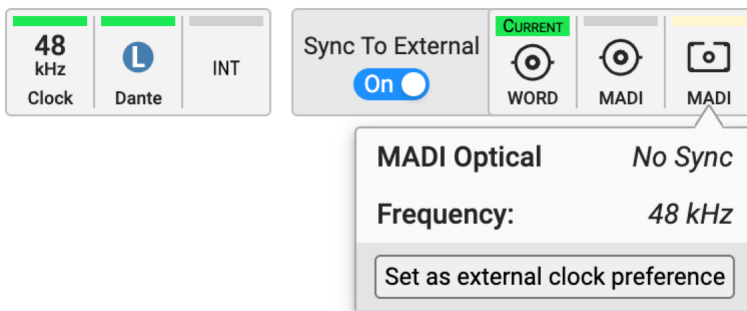 48
kHz
Clock
L
Dante
INT
Sync To External
On
CURRENT
WORD
MADI
MADI
MADI Optical
No Sync
Frequency:
48 kHz
Set as external clock preference